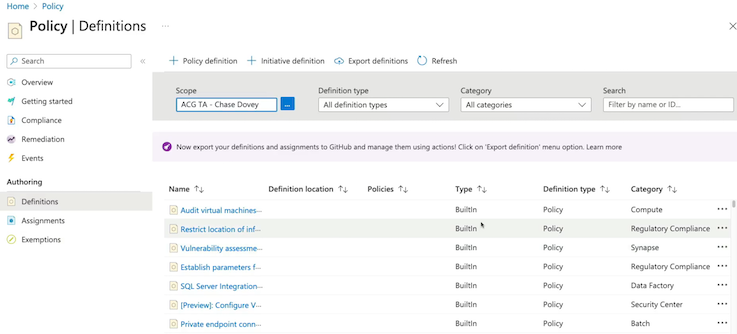 Home > Policy
Policy | Definitions ...
Search
Overview
Getting started
Compliance
Remediation
Events
Authoring
Definitions
Assignments
Exemptions
Policy definition Initiative definition Export definitions Refresh
Scope Definition type Category Search
ACG TA - Chase Dovey ... All definition types All categories Filter by name or ID...
Now export your definitions and assignments to GitHub and manage them using actions! Click on 'Export definition' menu option. Learn more
Name Definition location Policies Type Definition type Category
Audit virtual machines... BuiltIn Policy Compute
Restrict location of inf... BuiltIn Policy Regulatory Compliance
Vulnerability assessme... BuiltIn Policy Synapse
Establish parameters f... BuiltIn Policy Regulatory Compliance
SQL Server Integration... BuiltIn Policy Data Factory
[Preview]: Configure V... BuiltIn Policy Security Center
Private endpoint conn... BuiltIn Policy Batch